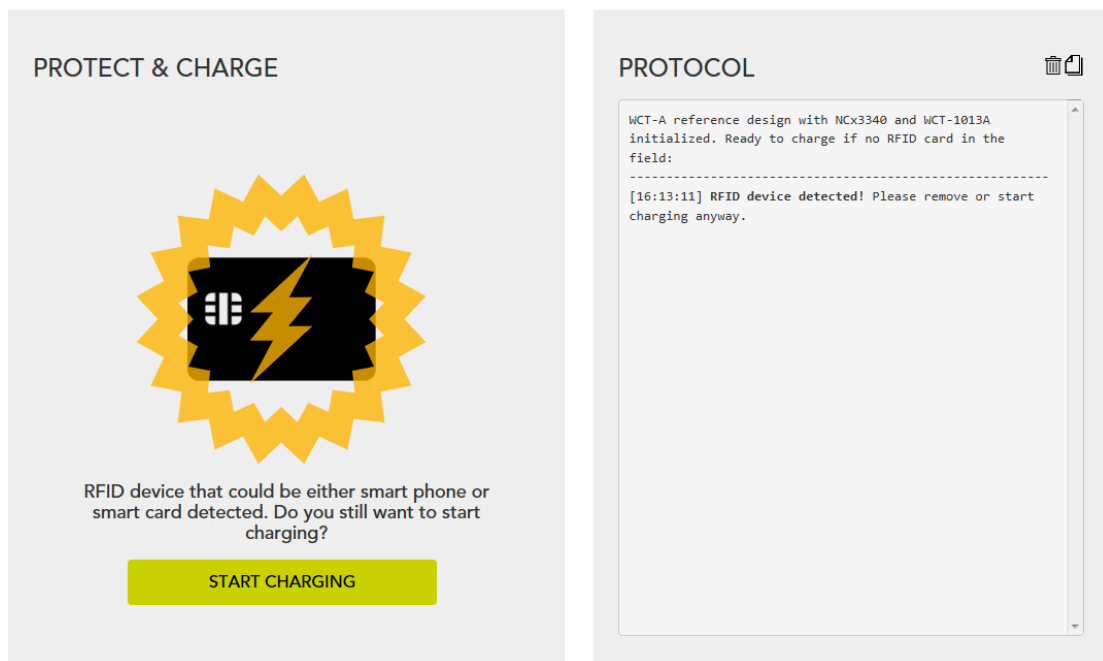 PROTECT & CHARGE
RFID device that could be either smart phone or
smart card detected. Do you still want to start
charging?
START CHARGING
PROTOCOL
WCT-A reference design with NCx3340 and WCT-1013A
initialized. Ready to charge if no RFID card in the
field:
---------------------------------------------------------
[16:13:11] RFID device detected! Please remove or start
charging anyway.